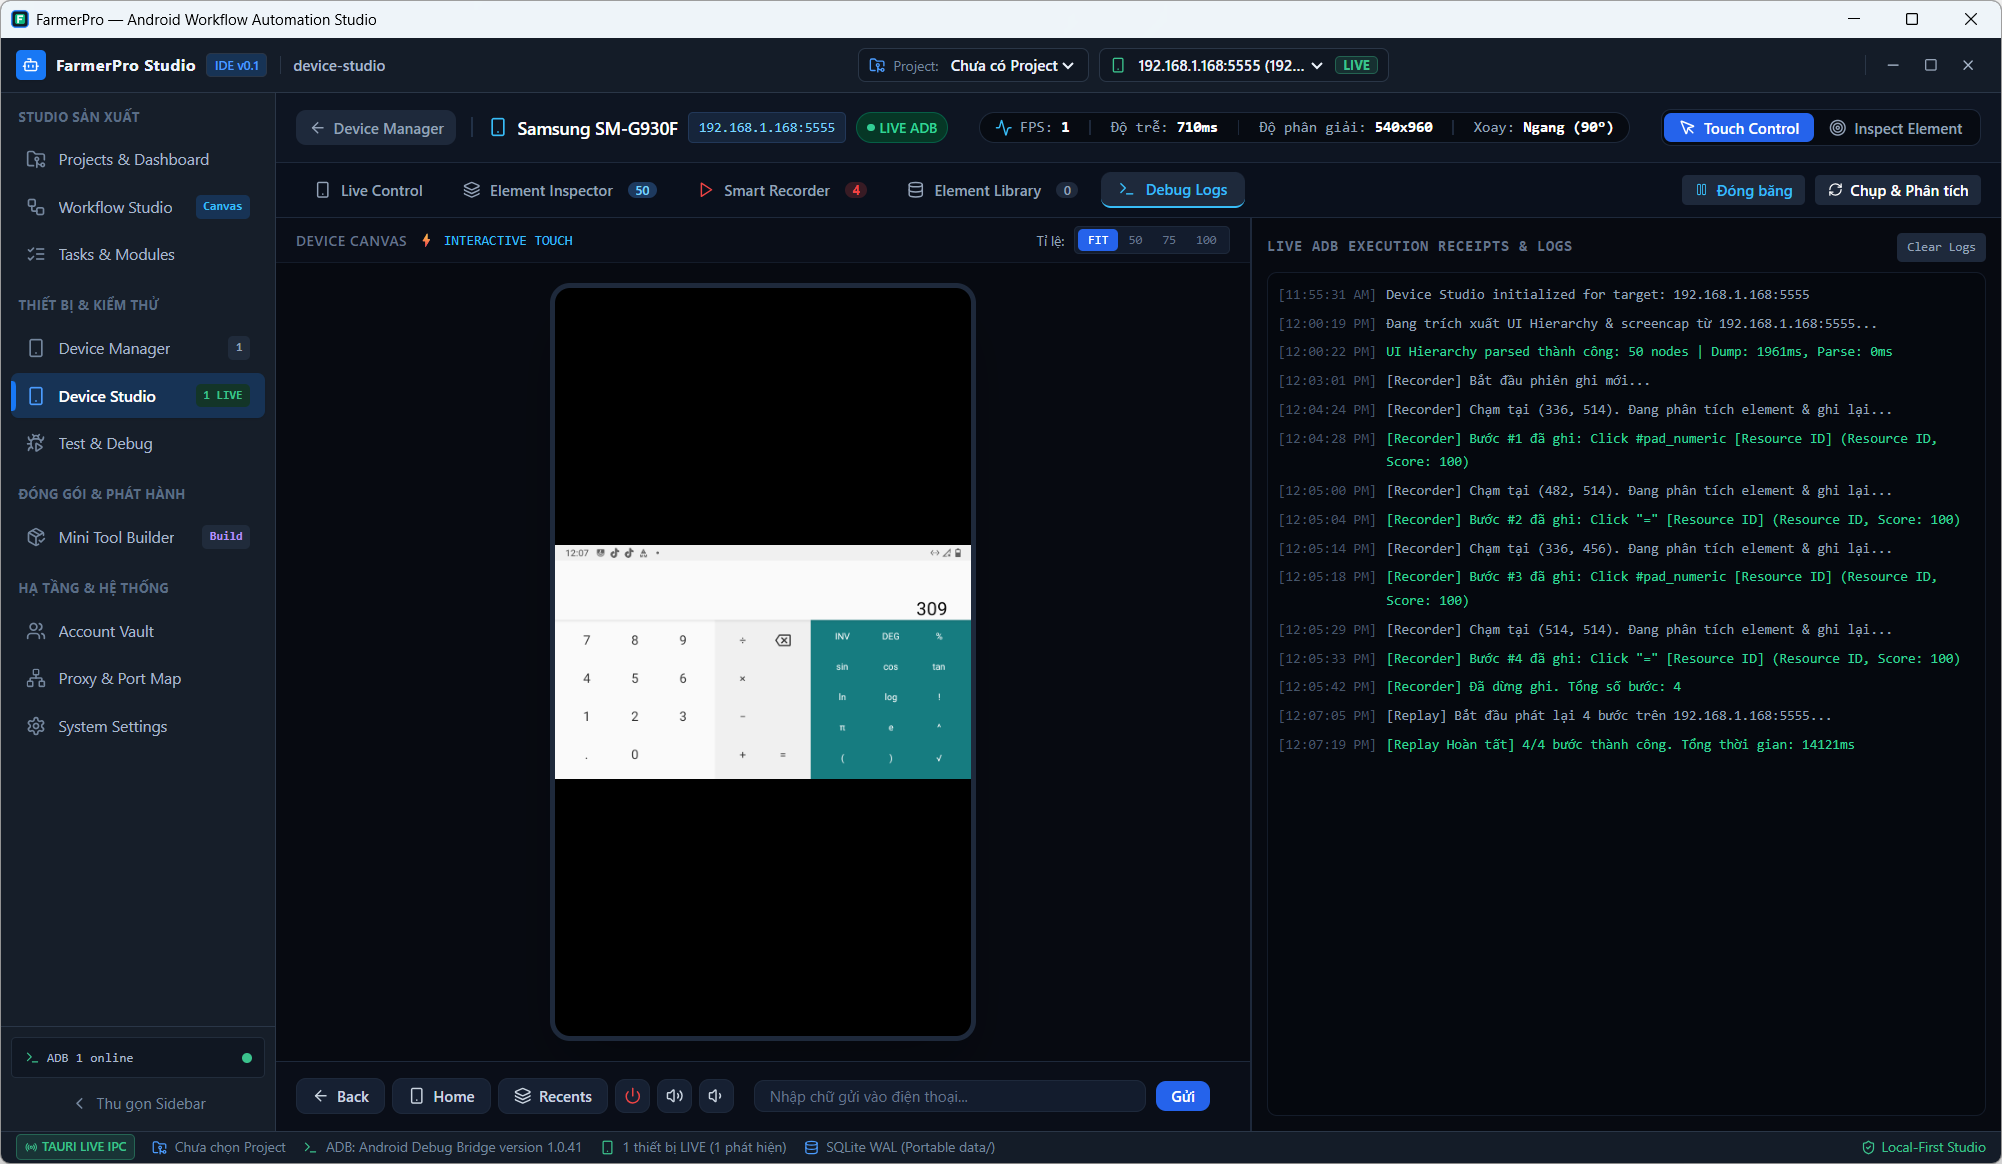 FarmerPro — Android Workflow Automation Studio
FarmerPro Studio IDE v0.1 device-studio Project: Chưa có Project 192.168.1.168:5555 (192... LIVE
STUDIO SẢN XUẤT
Projects & Dashboard
Workflow Studio Canvas
Tasks & Modules
THIẾT BỊ & KIỂM THỬ
Device Manager 1
Device Studio 1 LIVE
Test & Debug
ĐÓNG GÓI & PHÁT HÀNH
Mini Tool Builder Build
HẠ TẦNG & HỆ THỐNG
Account Vault
Proxy & Port Map
System Settings
ADB 1 online
Thu gọn Sidebar
Device Manager Samsung SM-G930F 192.168.1.168:5555 LIVE ADB FPS: 1 Độ trễ: 710ms Độ phân giải: 540x960 Xoay: Ngang (90°) Touch Control Inspect Element
Live Control Element Inspector 50 Smart Recorder 4 Element Library 0 Debug Logs Đóng băng Chụp & Phân tích
DEVICE CANVAS INTERACTIVE TOUCH Tỉ lệ: FIT 50 75 100
12:07
309
7 8 9 ÷ INV DEG %
sin cos tan
4 5 6 ×
ln log !
1 2 3 −
π e ^
. 0 + =
( ) √
Back Home Recents Nhập chữ gửi vào điện thoại... Gửi
LIVE ADB EXECUTION RECEIPTS & LOGS Clear Logs
[11:55:31 AM] Device Studio initialized for target: 192.168.1.168:5555
[12:00:19 PM] Đang trích xuất UI Hierarchy & screencap từ 192.168.1.168:5555...
[12:00:22 PM] UI Hierarchy parsed thành công: 50 nodes | Dump: 1961ms, Parse: 0ms
[12:03:01 PM] [Recorder] Bắt đầu phiên ghi mới...
[12:04:24 PM] [Recorder] Chạm tại (336, 514). Đang phân tích element & ghi lại...
[12:04:28 PM] [Recorder] Bước #1 đã ghi: Click #pad_numeric [Resource ID] (Resource ID,
Score: 100)
[12:05:00 PM] [Recorder] Chạm tại (482, 514). Đang phân tích element & ghi lại...
[12:05:04 PM] [Recorder] Bước #2 đã ghi: Click "=" [Resource ID] (Resource ID, Score: 100)
[12:05:14 PM] [Recorder] Chạm tại (336, 456). Đang phân tích element & ghi lại...
[12:05:18 PM] [Recorder] Bước #3 đã ghi: Click #pad_numeric [Resource ID] (Resource ID,
Score: 100)
[12:05:29 PM] [Recorder] Chạm tại (514, 514). Đang phân tích element & ghi lại...
[12:05:33 PM] [Recorder] Bước #4 đã ghi: Click "=" [Resource ID] (Resource ID, Score: 100)
[12:05:42 PM] [Recorder] Đã dừng ghi. Tổng số bước: 4
[12:07:05 PM] [Replay] Bắt đầu phát lại 4 bước trên 192.168.1.168:5555...
[12:07:19 PM] [Replay Hoàn tất] 4/4 bước thành công. Tổng thời gian: 14121ms
TAURI LIVE IPC Chưa chọn Project ADB: Android Debug Bridge version 1.0.41 1 thiết bị LIVE (1 phát hiện) SQLite WAL (Portable data/) Local-First Studio